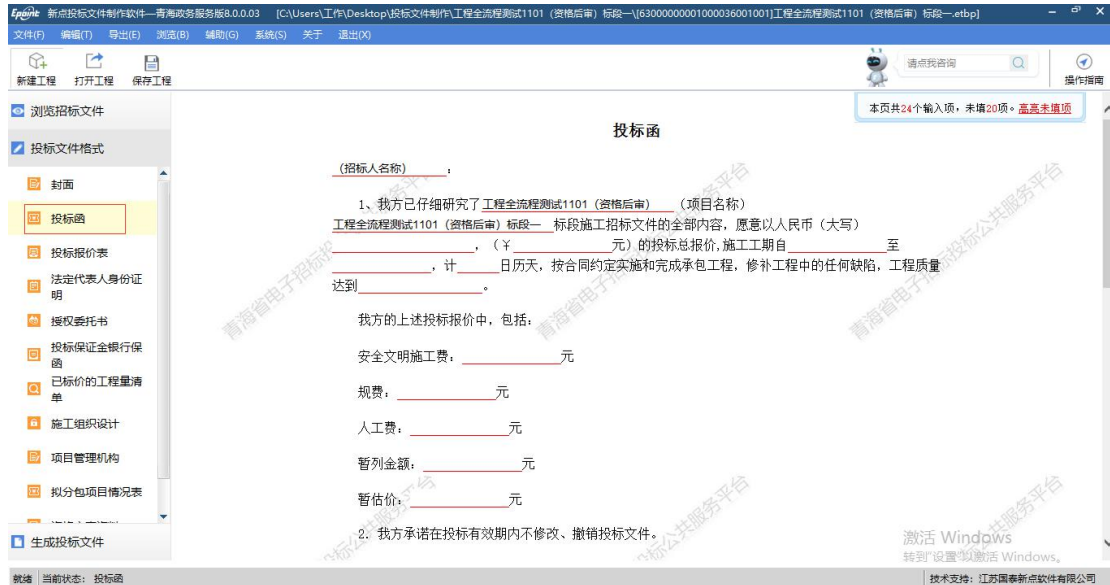 Epoint 新点投标文件制作软件—青海政务服务版8.0.0.03 [C:\Users\工作\Desktop\投标文件制作\工程全流程测试1101（资格后审）标段一\[63000000001000036001001]工程全流程测试1101（资格后审）标段一.etbp]
文件(F) 编辑(T) 导出(E) 浏览(B) 辅助(G) 系统(S) 关于 退出(X)
新建工程 打开工程 保存工程 请点我咨询 操作指南
浏览招标文件
投标文件格式
封面
投标函
投标报价表
法定代表人身份证
明
授权委托书
投标保证金银行保
函
已标价的工程量清
单
施工组织设计
项目管理机构
拟分包项目情况表
生成投标文件
本页共24个输入项，未填20项。高亮未填项
投标函
（招标人名称）：
1、我方已仔细研究了工程全流程测试1101（资格后审）（项目名称）
工程全流程测试1101（资格后审）标段一 标段施工招标文件的全部内容，愿意以人民币（大写）
，（￥ 元）的投标总报价,施工工期自 至
，计 日历天，按合同约定实施和完成承包工程，修补工程中的任何缺陷，工程质量
达到 。
我方的上述投标报价中，包括：
安全文明施工费： 元
规费： 元
人工费： 元
暂列金额： 元
暂估价： 元
2. 我方承诺在投标有效期内不修改、撤销投标文件。
激活 Windows
转到"设置"以激活 Windows。
就绪 当前状态： 投标函 技术支持：江苏国泰新点软件有限公司